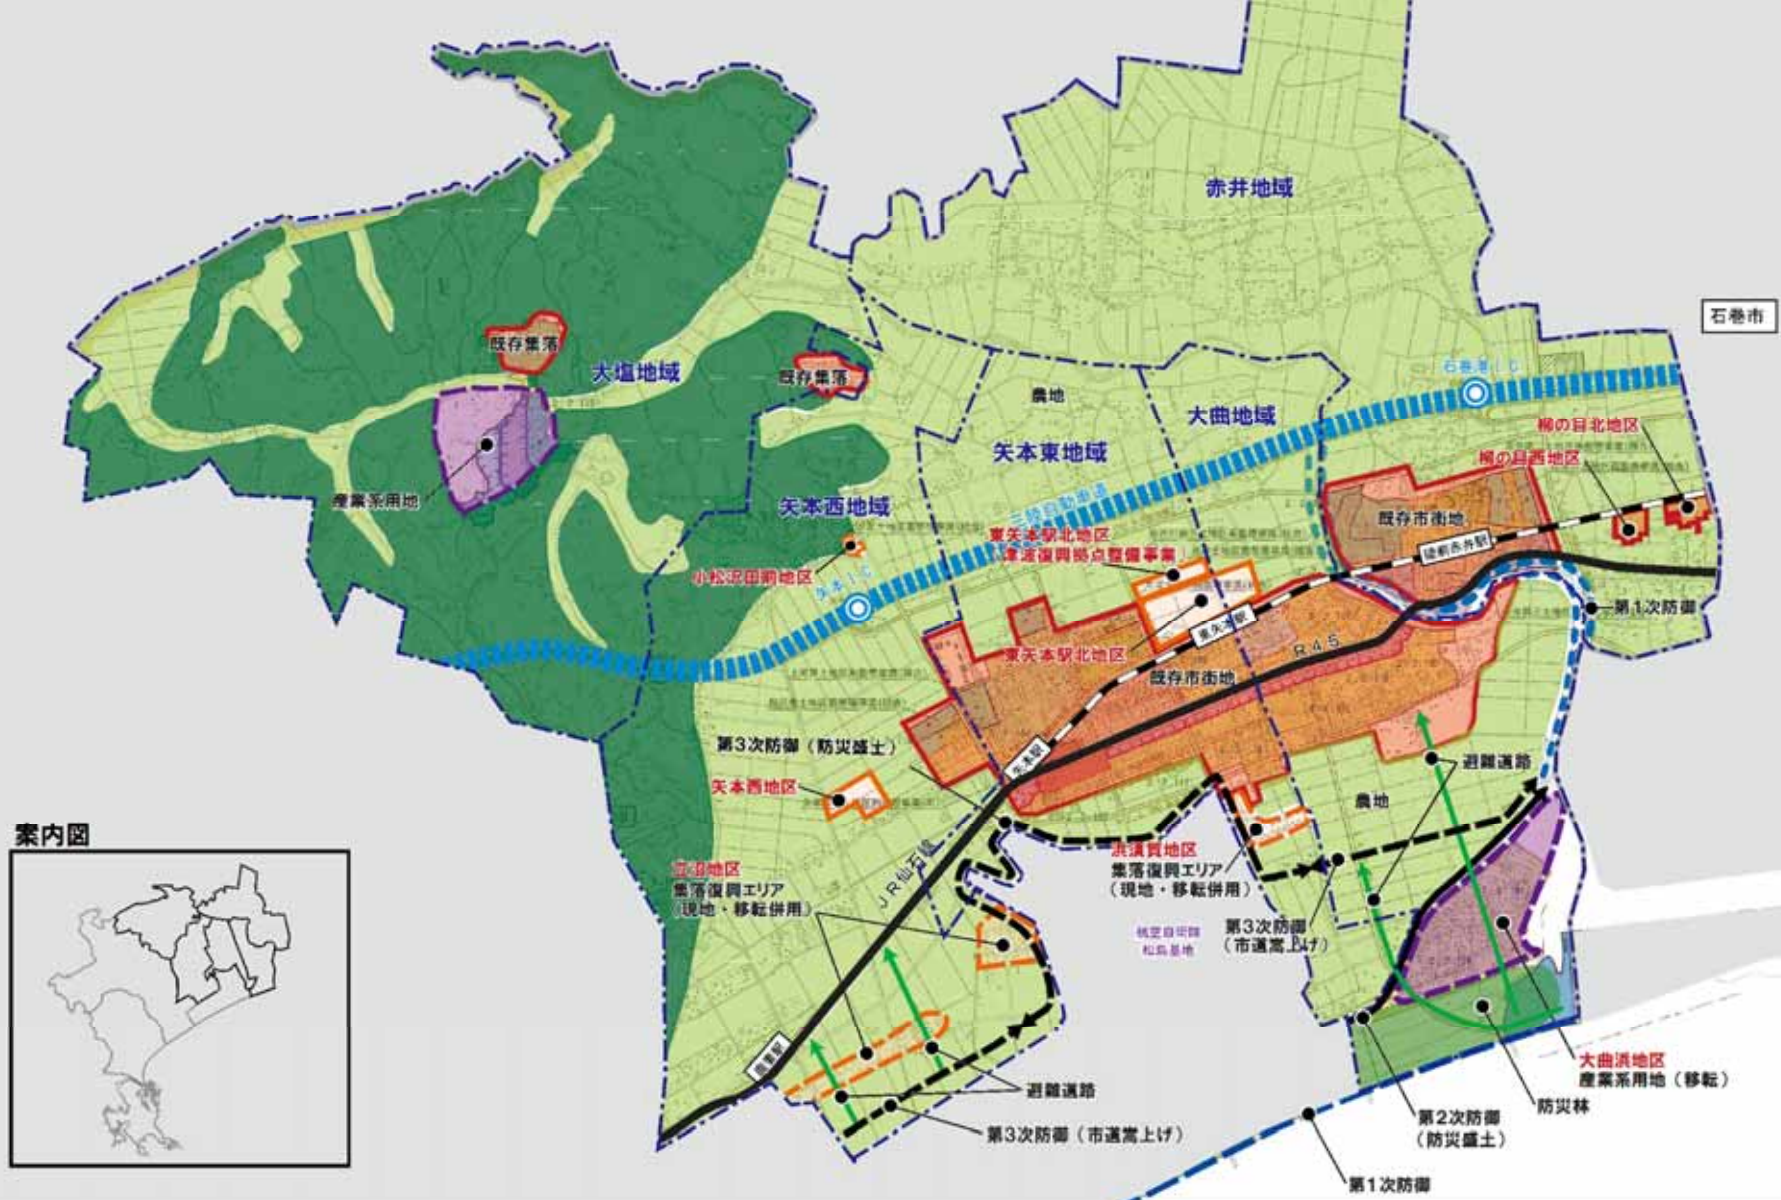 赤井地域
石巻市
既存集落
大塩地域
既存集落
石巻港IC
農地
大曲地域
柳の目北地区
矢本東地域
柳の目西地区
産業系用地
矢本西地域
三陸自動車道
既存市街地
東矢本駅北地区
津波復興拠点整備事業
陸前赤井駅
小松沢田前地区
矢本IC
第1次防御
東矢本駅
東矢本駅北地区
R45
既存市街地
第3次防御（防災盛土）
矢本駅
避難道路
矢本西地区
農地
案内図
JR仙石線
浜須賀地区
集落復興エリア
（現地・移転併用）
立沼地区
集落復興エリア
（現地・移転併用）
航空自衛隊
松島基地
第3次防御
（市道嵩上げ）
鹿妻駅
避難道路
大曲浜地区
産業系用地（移転）
防災林
第2次防御
（防災盛土）
第3次防御（市道嵩上げ）
第1次防御